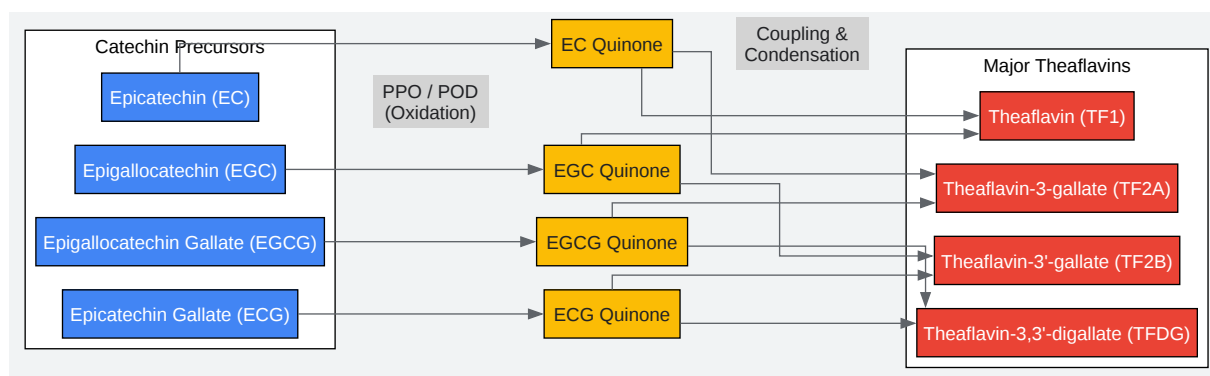 Catechin Precursors
Epicatechin (EC)
Epigallocatechin (EGC)
Epigallocatechin Gallate (EGCG)
Epicatechin Gallate (ECG)
PPO / POD
(Oxidation)
EC Quinone
EGC Quinone
EGCG Quinone
ECG Quinone
Coupling &
Condensation
Major Theaflavins
Theaflavin (TF1)
Theaflavin-3-gallate (TF2A)
Theaflavin-3'-gallate (TF2B)
Theaflavin-3,3'-digallate (TFDG)